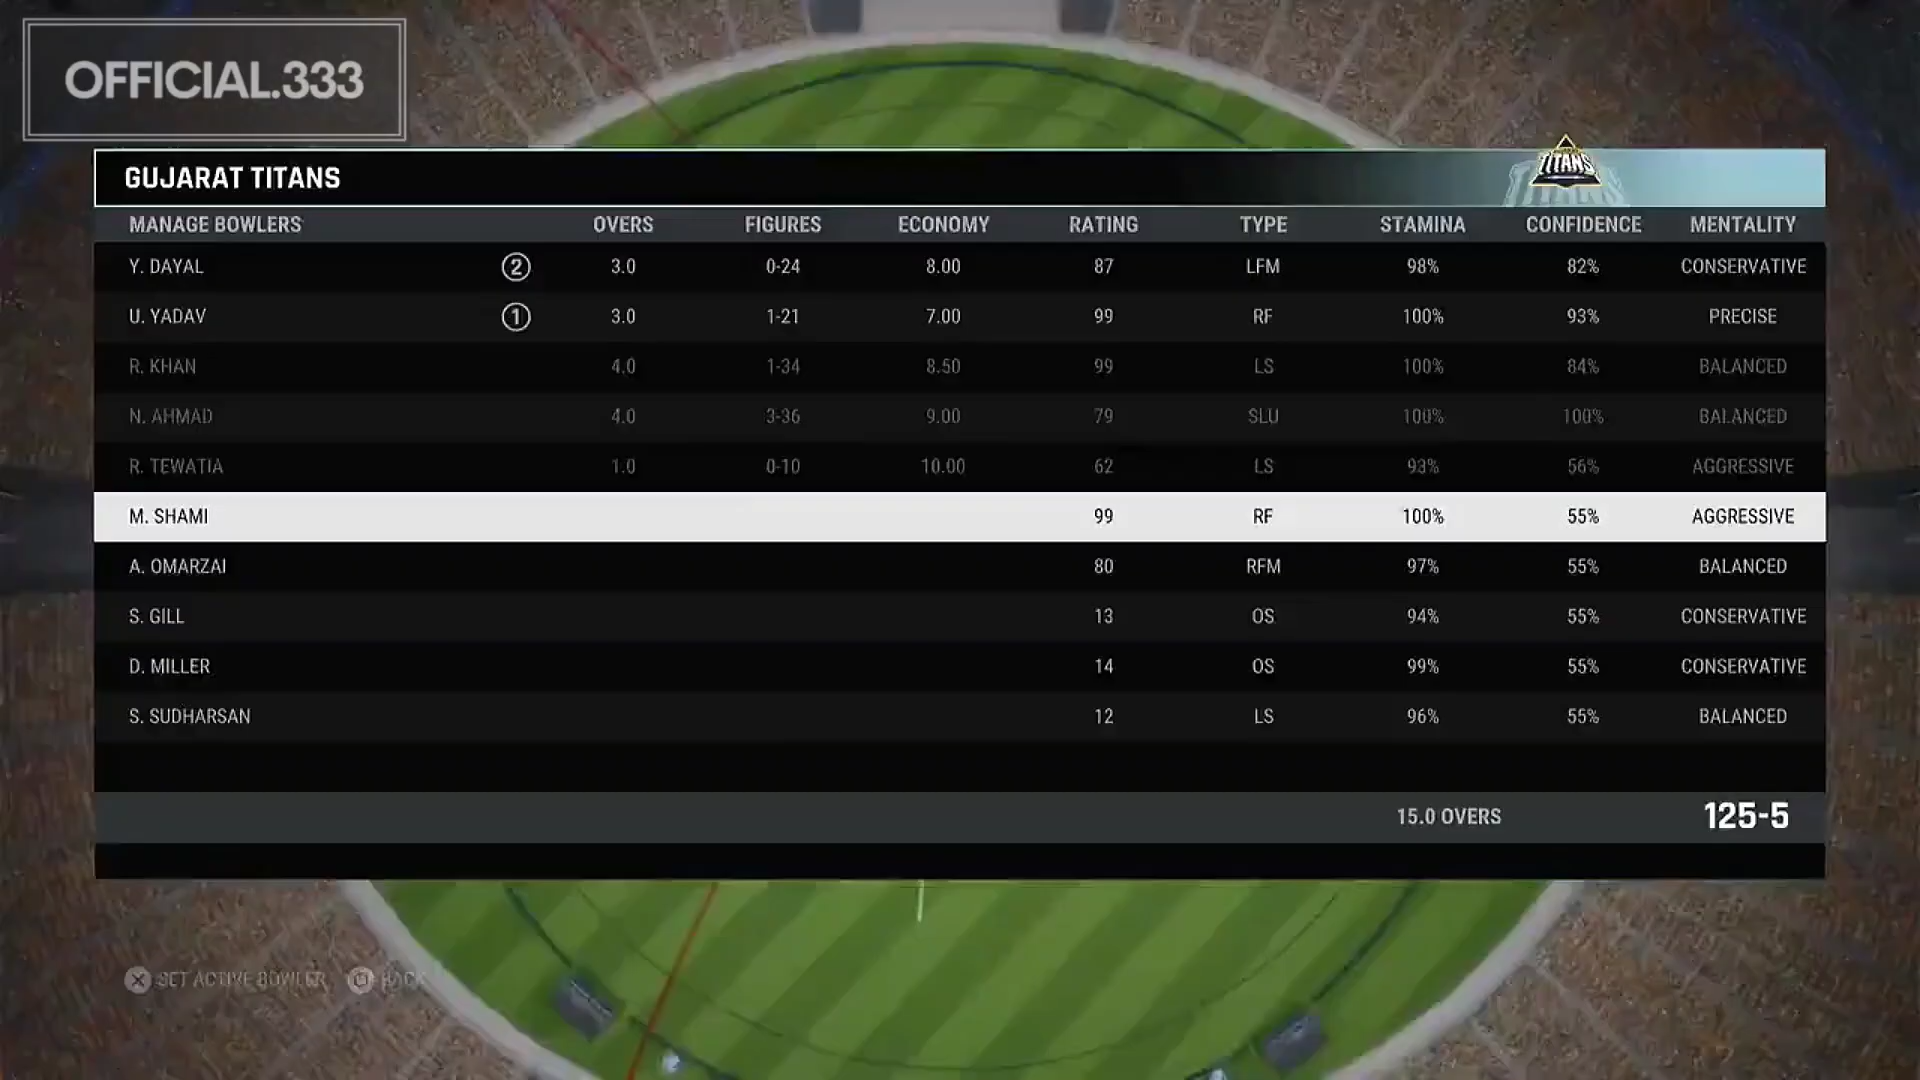 OFFICIAL.333
TITANS
GUJARAT TITANS
MANAGE BOWLERS OVERS FIGURES ECONOMY RATING TYPE STAMINA CONFIDENCE MENTALITY
Y. DAYAL 2 3.0 0-24 8.00 87 LFM 98% 82% CONSERVATIVE
U. YADAV 1 3.0 1-21 7.00 99 RF 100% 93% PRECISE
R. KHAN 4.0 1-34 8.50 99 LS 100% 84% BALANCED
N. AHMAD 4.0 3-36 9.00 79 SLU 100% 100% BALANCED
R. TEWATIA 1.0 0-10 10.00 62 LS 93% 56% AGGRESSIVE
M. SHAMI 99 RF 100% 55% AGGRESSIVE
A. OMARZAI 80 RFM 97% 55% BALANCED
S. GILL 13 OS 94% 55% CONSERVATIVE
D. MILLER 14 OS 99% 55% CONSERVATIVE
S. SUDHARSAN 12 LS 96% 55% BALANCED
15.0 OVERS 125-5
SET ACTIVE BOWLER BACK